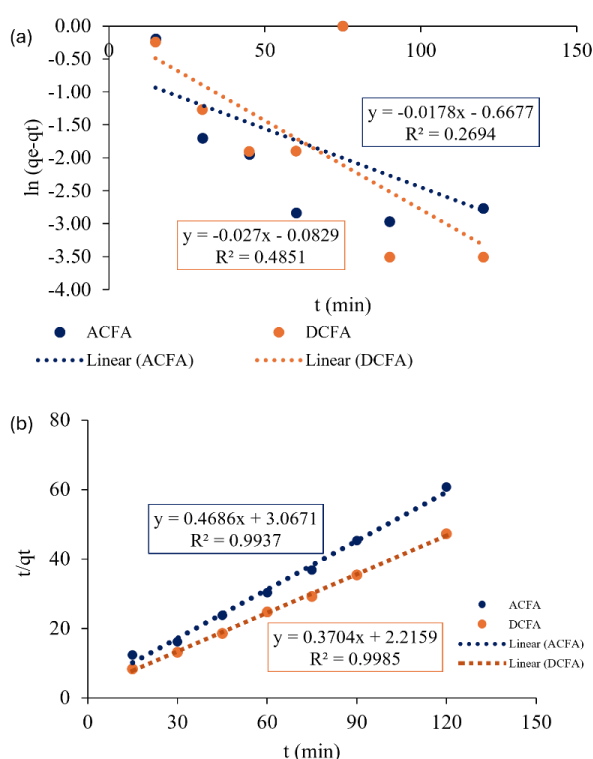 (a)
0.00
0
50
100
150
-0.50
-1.00
-1.50
-2.00
-2.50
-3.00
-3.50
-4.00
ln (qe-qt)
y = -0.0178x - 0.6677
R² = 0.2694
y = -0.027x - 0.0829
R² = 0.4851
t (min)
ACFA
DCFA
Linear (ACFA)
Linear (DCFA)
(b)
80
60
40
20
0
t/qt
y = 0.4686x + 3.0671
R² = 0.9937
ACFA
DCFA
Linear (ACFA)
Linear (DCFA)
y = 0.3704x + 2.2159
R² = 0.9985
0 30 60 90 120 150
t (min)